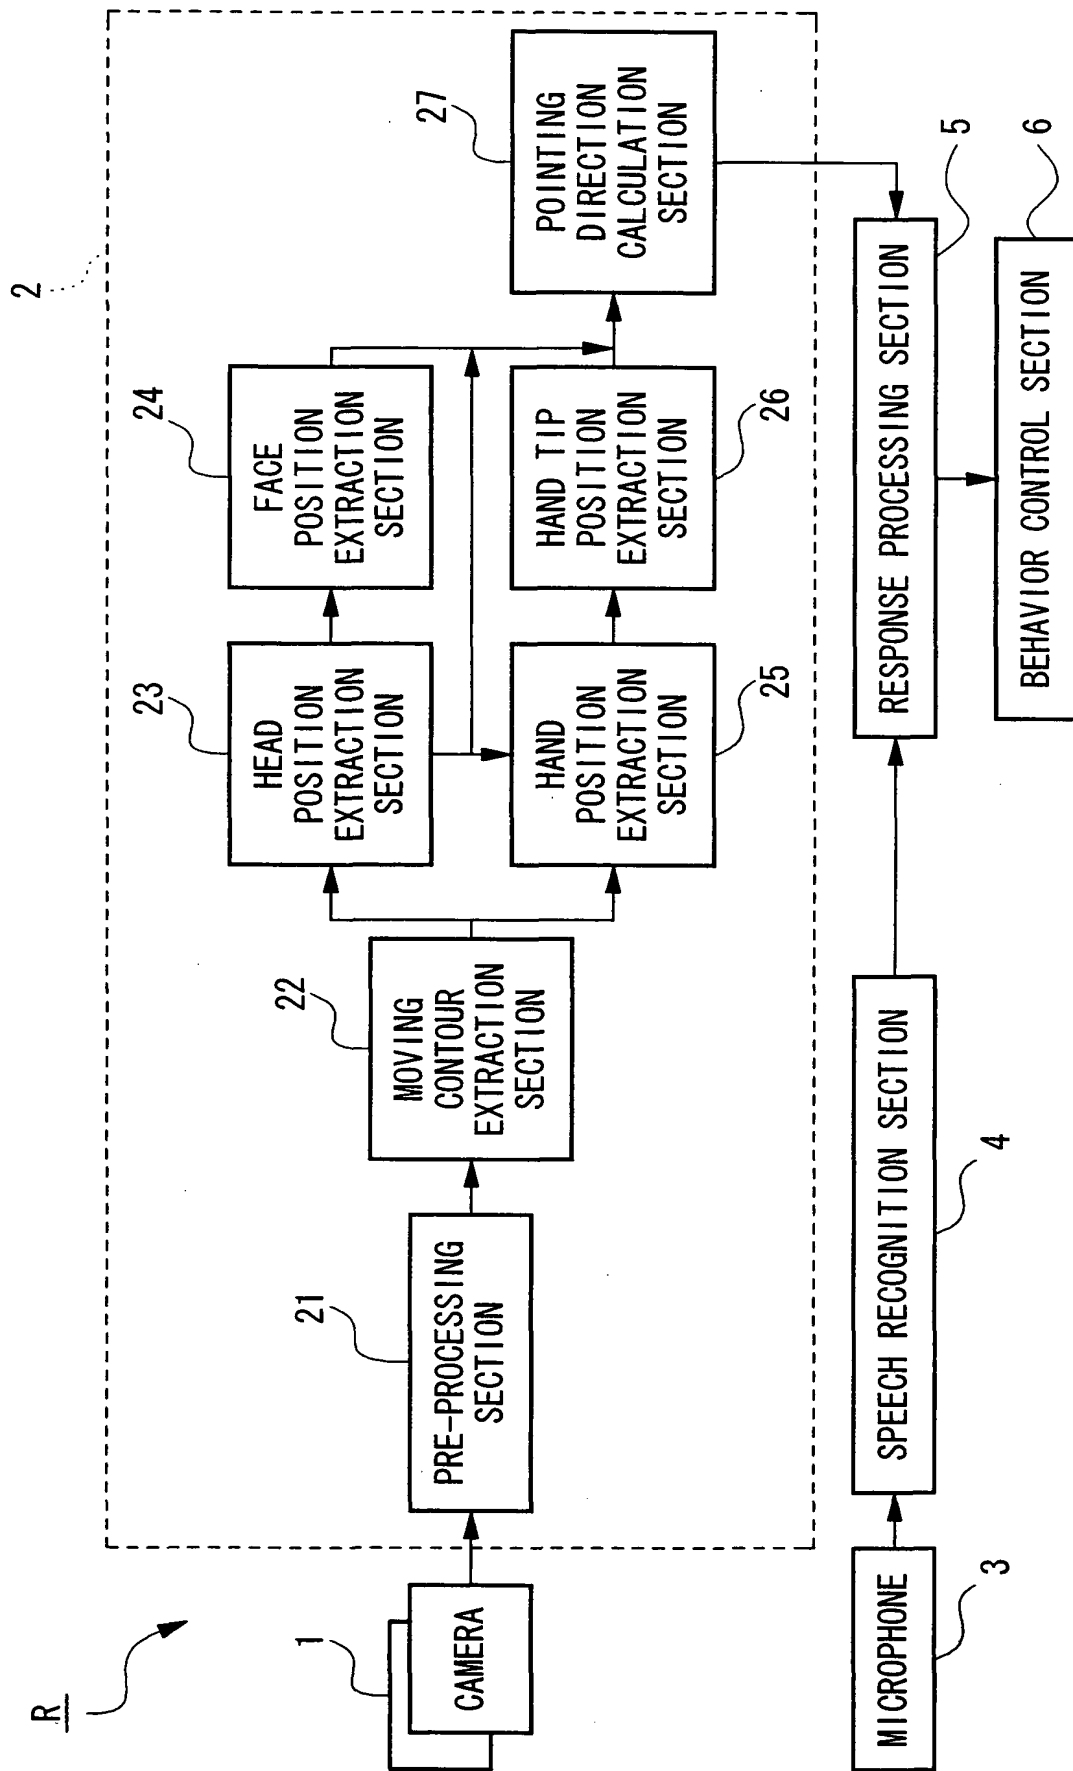 R
1
CAMERA
2
21
PRE-PROCESSING
SECTION
22
MOVING
CONTOUR
EXTRACTION
SECTION
23
HEAD
POSITION
EXTRACTION
SECTION
24
FACE
POSITION
EXTRACTION
SECTION
HAND
POSITION
EXTRACTION
SECTION
25
HAND TIP
POSITION
EXTRACTION
SECTION
26
27
POINTING
DIRECTION
CALCULATION
SECTION
MICROPHONE
3
SPEECH RECOGNITION SECTION
4
RESPONSE PROCESSING SECTION
5
BEHAVIOR CONTROL SECTION
6